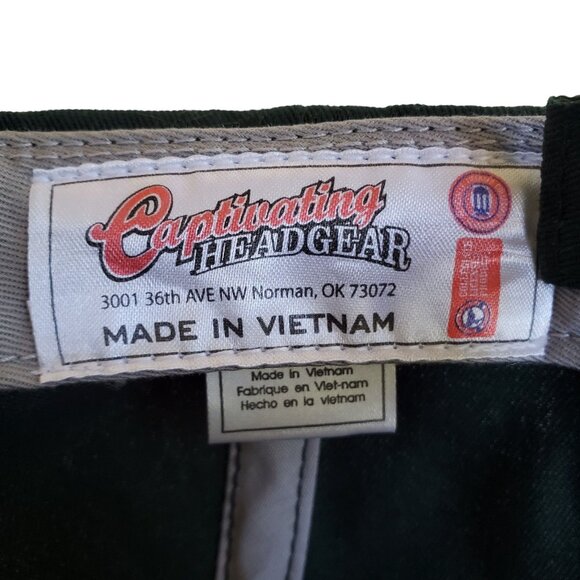 Captivating
HEADGEAR
3001 36th AVE NW Norman, OK 73072
MADE IN VIETNAM
Made in Vietnam
Fabrique en Viet-nam
Hecho en la vietnam